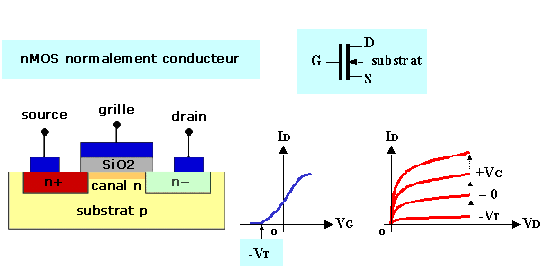 nMOS normalement conducteur
D
G substrat
S
source grille drain
SiO2
n+ canal n n-
substrat p
ID
o VG
-VT
ID
+VG
- 0
-VT
o VD